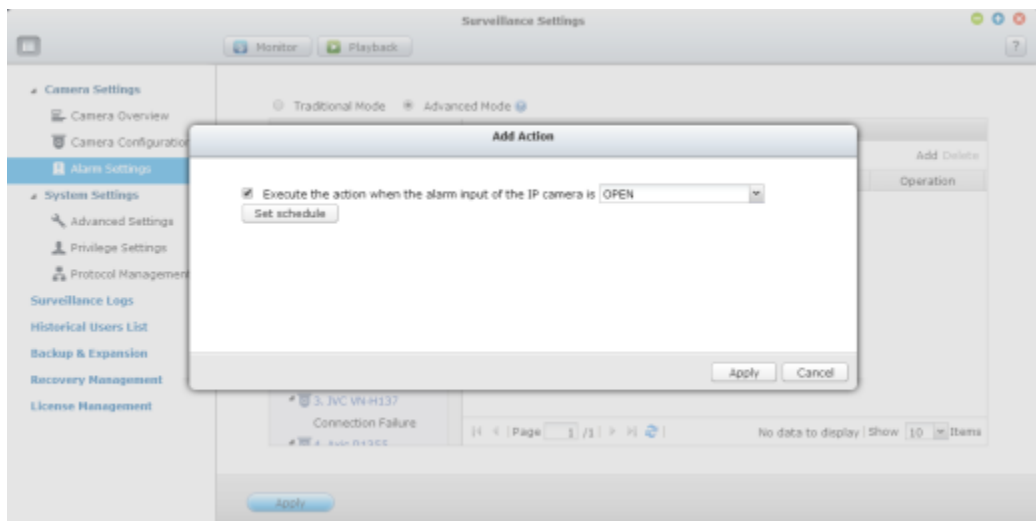 Surveillance Settings
Monitor Playback ?
Camera Settings
Camera Overview
Camera Configuration
Alarm Settings
System Settings
Advanced Settings
Privilege Settings
Protocol Management
Surveillance Logs
Historical Users List
Backup & Expansion
Recovery Management
License Management
Traditional Mode Advanced Mode
Add Delete
Operation
Add Action
Execute the action when the alarm input of the IP camera is OPEN
Set schedule
Apply Cancel
3. JVC VN-H137
Connection Failure
Page 1 /1 No data to display Show 10 Items
Apply